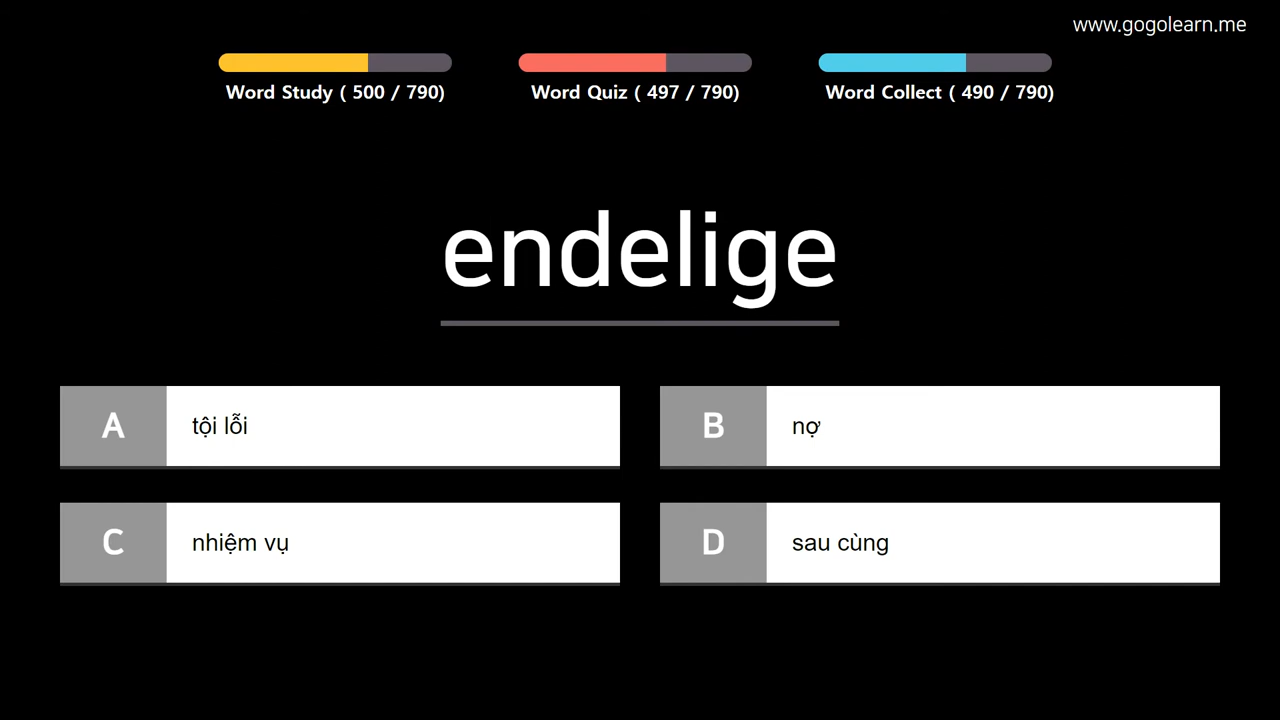 www.gogolearn.me
Word Study ( 500 / 790)
Word Quiz ( 497 / 790)
Word Collect ( 490 / 790)
endelige
A
tội lỗi
B
nợ
C
nhiệm vụ
D
sau cùng